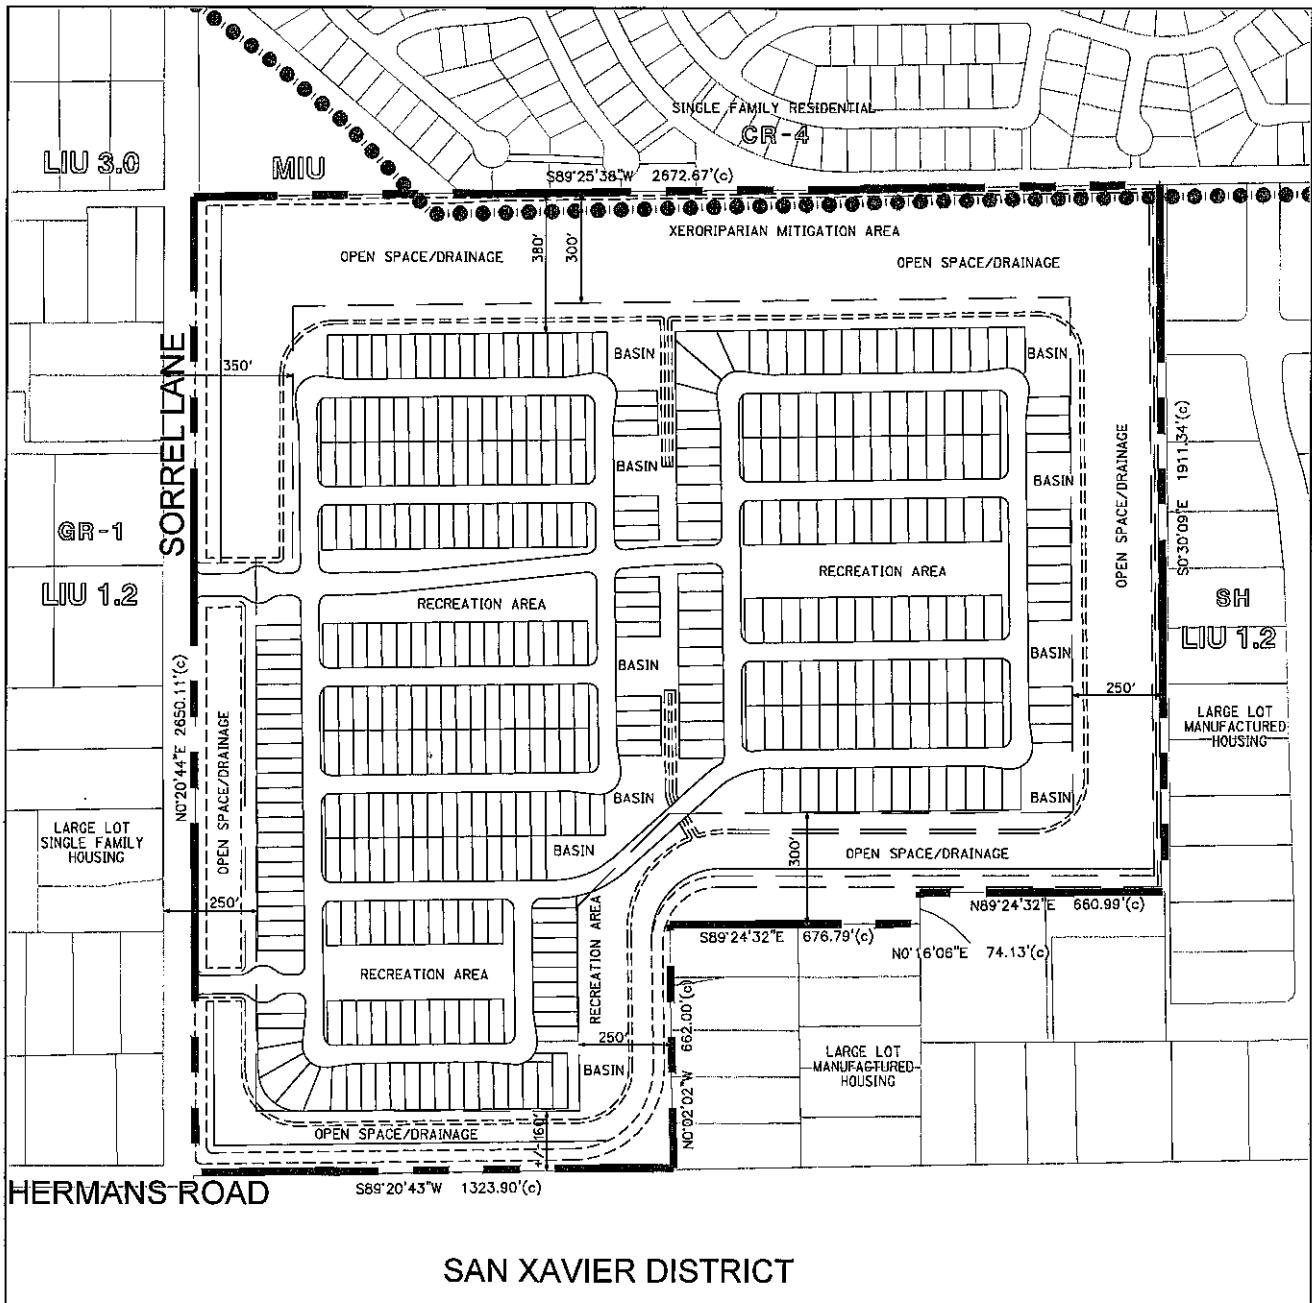 SINGLE FAMILY RESIDENTIAL
CR-4
LIU 3.0
MIU
S89°25'38"W 2672.67'(c)
XERORIPARIAN MITIGATION AREA
OPEN SPACE/DRAINAGE
380'
300'
OPEN SPACE/DRAINAGE
SORREL LANE
350'
BASIN
BASIN
BASIN
BASIN
OPEN SPACE/DRAINAGE
S0°30'09"E 1911.34'(c)
GR-1
LIU 1.2
RECREATION AREA
RECREATION AREA
SH
LIU 1.2
N0°20'44"E 2650.11'(c)
BASIN
BASIN
250'
OPEN SPACE/DRAINAGE
LARGE LOT
MANUFACTURED
HOUSING
BASIN
BASIN
LARGE LOT
SINGLE FAMILY
HOUSING
BASIN
300'
OPEN SPACE/DRAINAGE
250'
RECREATION AREA
N89°24'32"E 660.99'(c)
S89°24'32"E 676.79'(c)
N0°16'06"E 74.13'(c)
RECREATION AREA
N0°02'02"W 662.00'(c)
250'
BASIN
LARGE LOT
MANUFACTURED
HOUSING
OPEN SPACE/DRAINAGE
+/-160'
HERMANS ROAD
S89°20'43"W 1323.90'(c)
SAN XAVIER DISTRICT